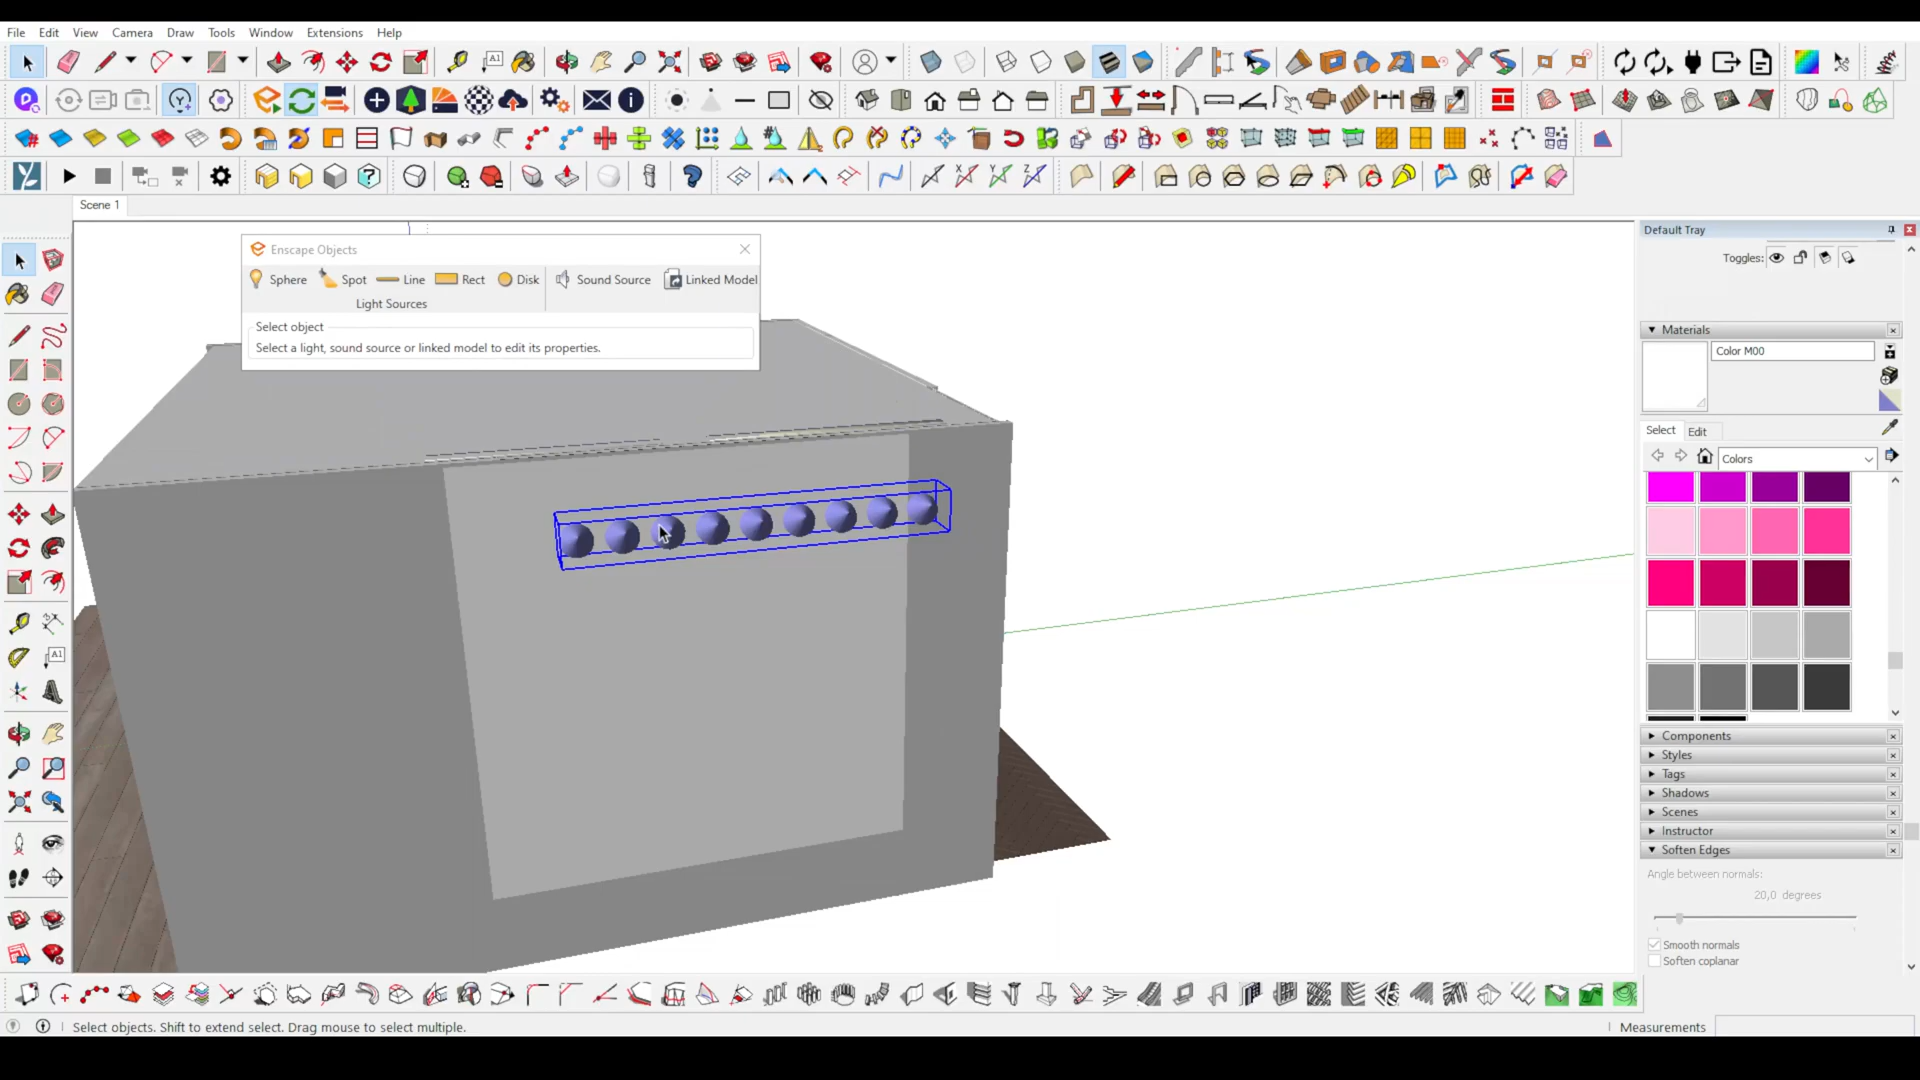 File Edit View Camera Draw Tools Window Extensions Help
A1
Scene 1
Enscape Objects
Sphere Spot Line Rect Disk Sound Source Linked Model
Light Sources
Select object
Select a light, sound source or linked model to edit its properties.
Default Tray
Toggles:
Materials
Color M00
Select Edit
Colors
A1
Components
Styles
Tags
Shadows
Scenes
Instructor
Soften Edges
Angle between normals:
20,0 degrees
Smooth normals
Soften coplanar
Select objects. Shift to extend select. Drag mouse to select multiple.
Measurements